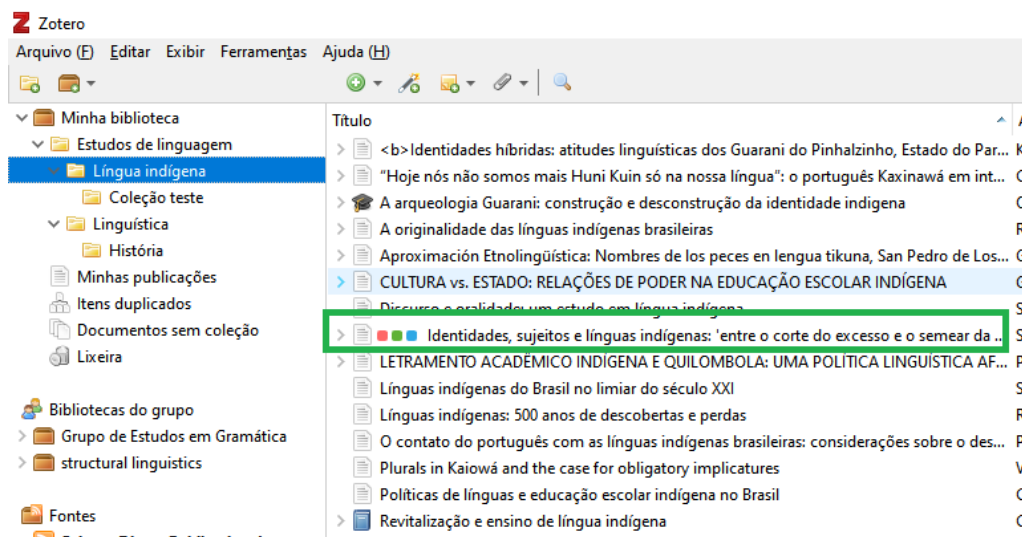 Zotero
Arquivo (F) Editar Exibir Ferramentas Ajuda (H)
Minha biblioteca
Estudos de linguagem
Língua indígena
Coleção teste
Linguística
História
Minhas publicações
Itens duplicados
Documentos sem coleção
Lixeira
Bibliotecas do grupo
Grupo de Estudos em Gramática
structural linguistics
Fontes
Título
<b>Identidades híbridas: atitudes linguísticas dos Guarani do Pinhalzinho, Estado do Par...
“Hoje nós não somos mais Huni Kuin só na nossa língua”: o português Kaxinawá em int...
A arqueologia Guarani: construção e desconstrução da identidade indigena
A originalidade das línguas indígenas brasileiras
Aproximación Etnolingüística: Nombres de los peces en lengua tikuna, San Pedro de Los...
CULTURA vs. ESTADO: RELAÇÕES DE PODER NA EDUCAÇÃO ESCOLAR INDÍGENA
Discurso e oralidade: um estudo em língua indígena
Identidades, sujeitos e línguas indígenas: 'entre o corte do excesso e o semear da ...
LETRAMENTO ACADÊMICO INDÍGENA E QUILOMBOLA: UMA POLÍTICA LINGUÍSTICA AF...
Línguas indígenas do Brasil no limiar do século XXI
Línguas indígenas: 500 anos de descobertas e perdas
O contato do português com as línguas indígenas brasileiras: considerações sobre o des...
Plurals in Kaiowá and the case for obligatory implicatures
Políticas de línguas e educação escolar indígena no Brasil
Revitalização e ensino de língua indígena